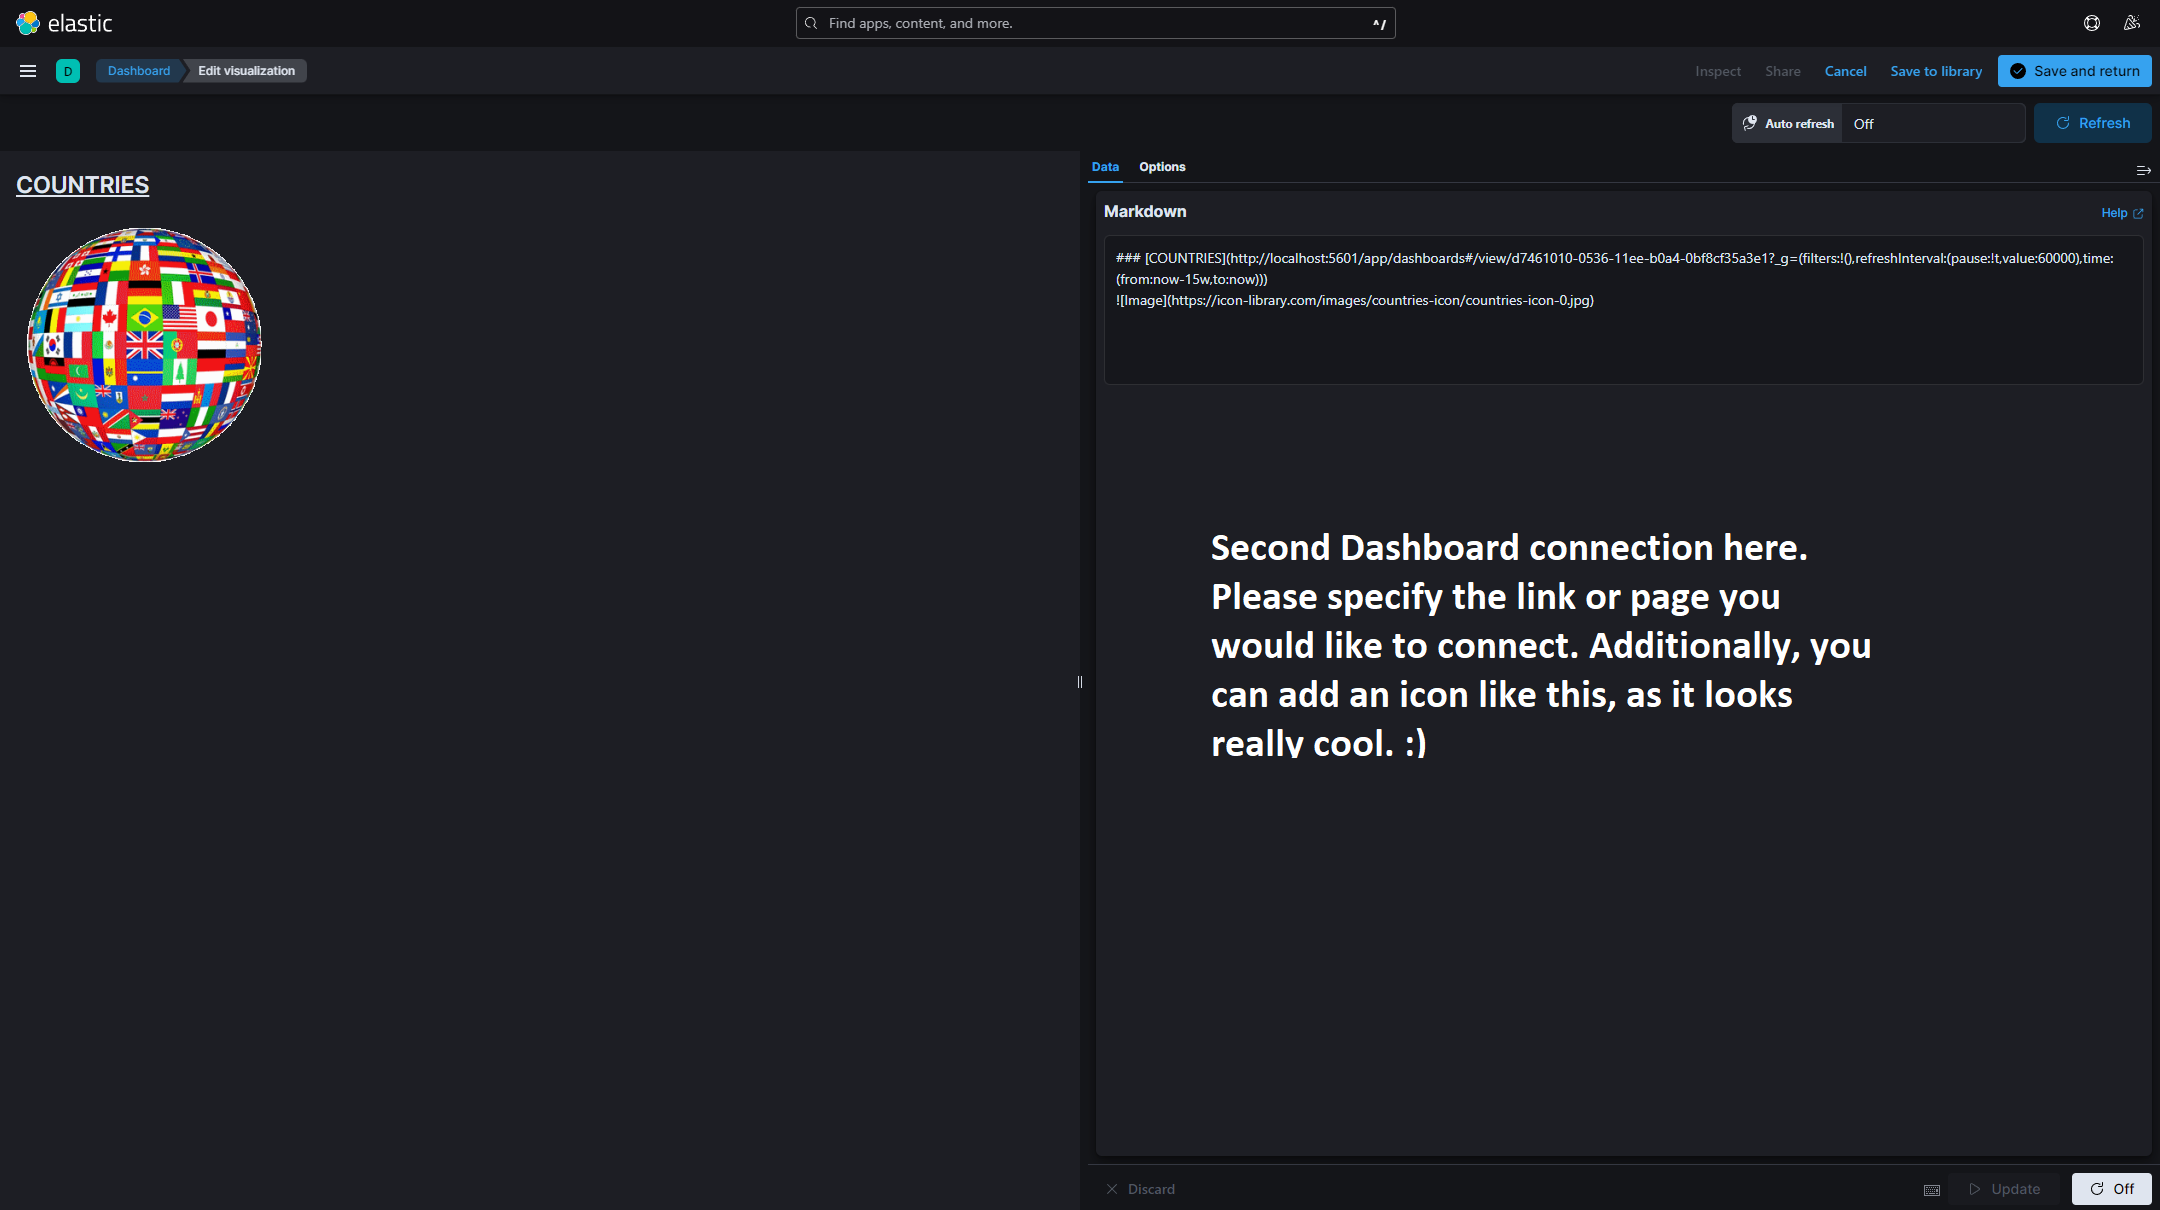 elastic
Find apps, content, and more.
^/
D
Dashboard
Edit visualization
Inspect
Share
Cancel
Save to library
Save and return
Auto refresh
Off
Refresh
COUNTRIES
Data
Options
Markdown
Help
### [COUNTRIES](http://localhost:5601/app/dashboards#/view/d7461010-0536-11ee-b0a4-0bf8cf35a3e1?_g=(filters:!(),refreshInterval:(pause:!t,value:60000),time:
(from:now-15w,to:now)))
![Image](https://icon-library.com/images/countries-icon/countries-icon-0.jpg)
Second Dashboard connection here.
Please specify the link or page you
would like to connect. Additionally, you
can add an icon like this, as it looks
really cool. :)
Discard
Update
Off